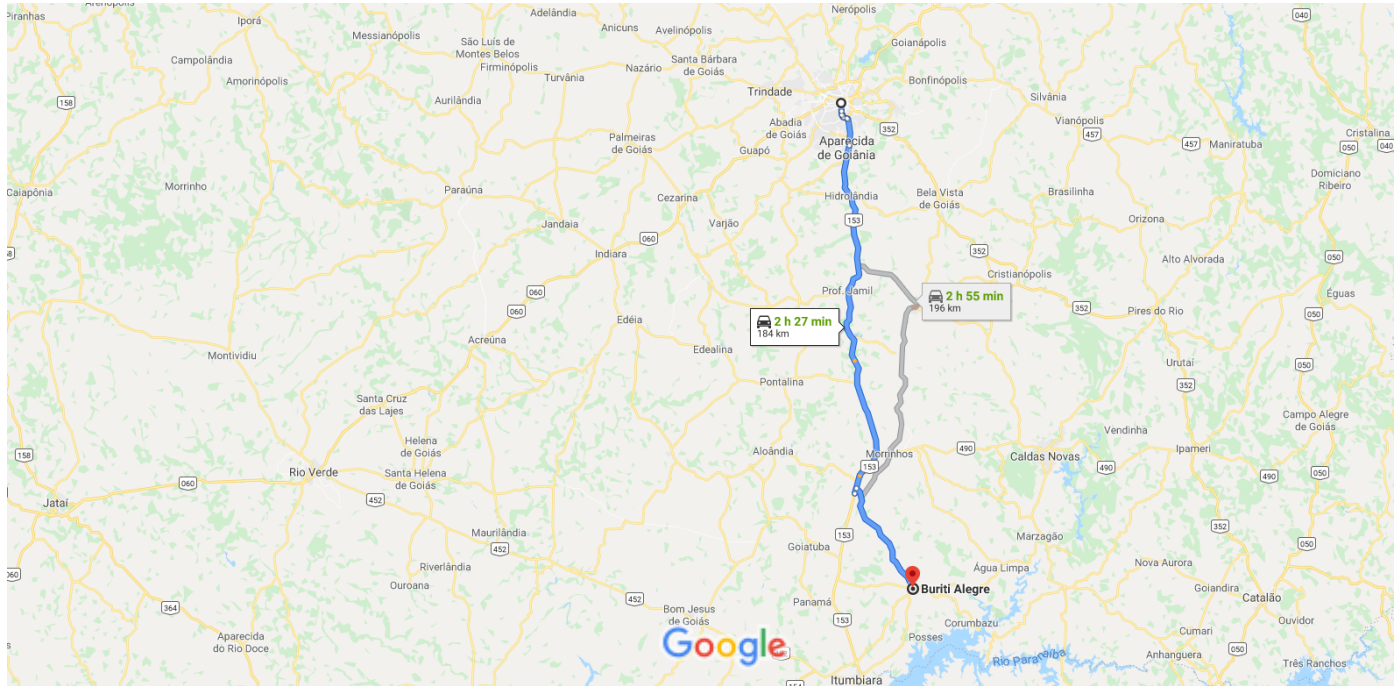 Piranhas
Iporá
Adelândia
Anicuns
Avelinópolis
Nerópolis
040
Messianópolis
São Luís de
Montes Belos
Goianápolis
Campolândia
Firminópolis
Nazário
Santa Bárbara
de Goiás
Amorinópolis
Turvânia
Bonfinópolis
158
Aurilândia
Trindade
Silvânia
Abadia
de Goiás
Vianópolis
352
457
Cristalina
Palmeiras
de Goiás
Aparecida
de Goiânia
457
Maniratuba
050
040
Guapó
Domiciano
Ribeiro
Caiapônia
Morrinho
Paraúna
Cezarina
Hidrolândia
Bela Vista
de Goiás
Brasilinha
Jandaia
Varjão
153
Orizona
060
Indiara
352
Alto Alvorada
Cristianópolis
060
Prof. Jamil
2 h 55 min
196 km
352
Éguas
060
Edéia
2 h 27 min
184 km
Pires do Rio
050
Acreúna
Edealina
Montividiu
Urutaí
050
Pontalina
352
Santa Cruz
das Lajes
Campo Alegre
de Goiás
Helena
de Goiás
Vendinha
158
Aloândia
Morrinhos
490
Caldas Novas
Ipameri
050
Rio Verde
Santa Helena
de Goiás
153
490
490
060
Jataí
452
352
Maurilândia
153
Marzagão
452
Goiatuba
050
060
Riverlândia
Água Limpa
Nova Aurora
Ouroana
Buriti Alegre
Goiandira
452
Panamá
Catalão
364
Bom Jesus
de Goiás
153
Corumbazu
Ouvidor
Aparecida
do Rio Doce
Posses
Cumari
Google
Rio Paranaíba
Anhanguera
Três Ranchos
Itumbiara